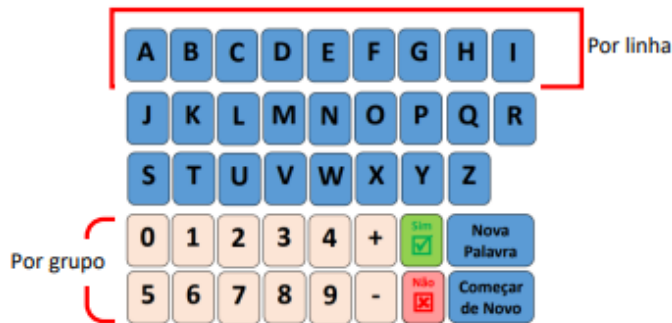 A B C D E F G H I
Por linha
J K L M N O P Q R
S T U V W X Y Z
0 1 2 3 4 + Sim Nova Palavra
Por grupo
5 6 7 8 9 - Não Começar de Novo